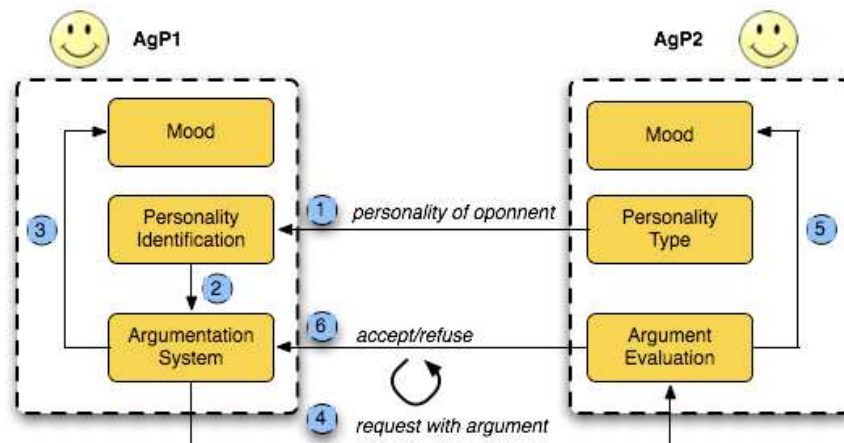 AgP1
AgP2
Mood
Mood
1
personality of oponnent
Personality
Identification
Personality
Type
3
5
2
6
accept/refuse
Argumentation
System
Argument
Evaluation
4
request with argument